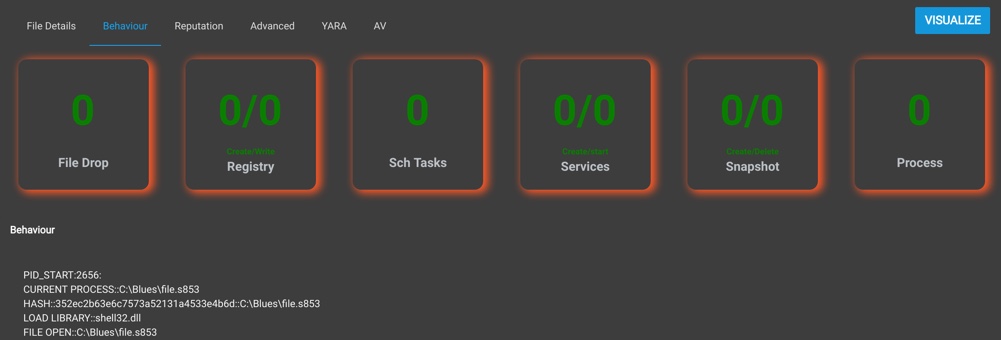 File Details Behaviour Reputation Advanced YARA AV VISUALIZE
0 0/0 0 0/0 0/0 0
Create/Write Create/start Create/Delete
File Drop Registry Sch Tasks Services Snapshot Process
Behaviour
PID_START:2656:
CURRENT PROCESS::C:\Blues\file.s853
HASH::352ec2b63e6c7573a52131a4533e4b6d::C:\Blues\file.s853
LOAD LIBRARY::shell32.dll
FILE OPEN::C:\Blues\file.s853